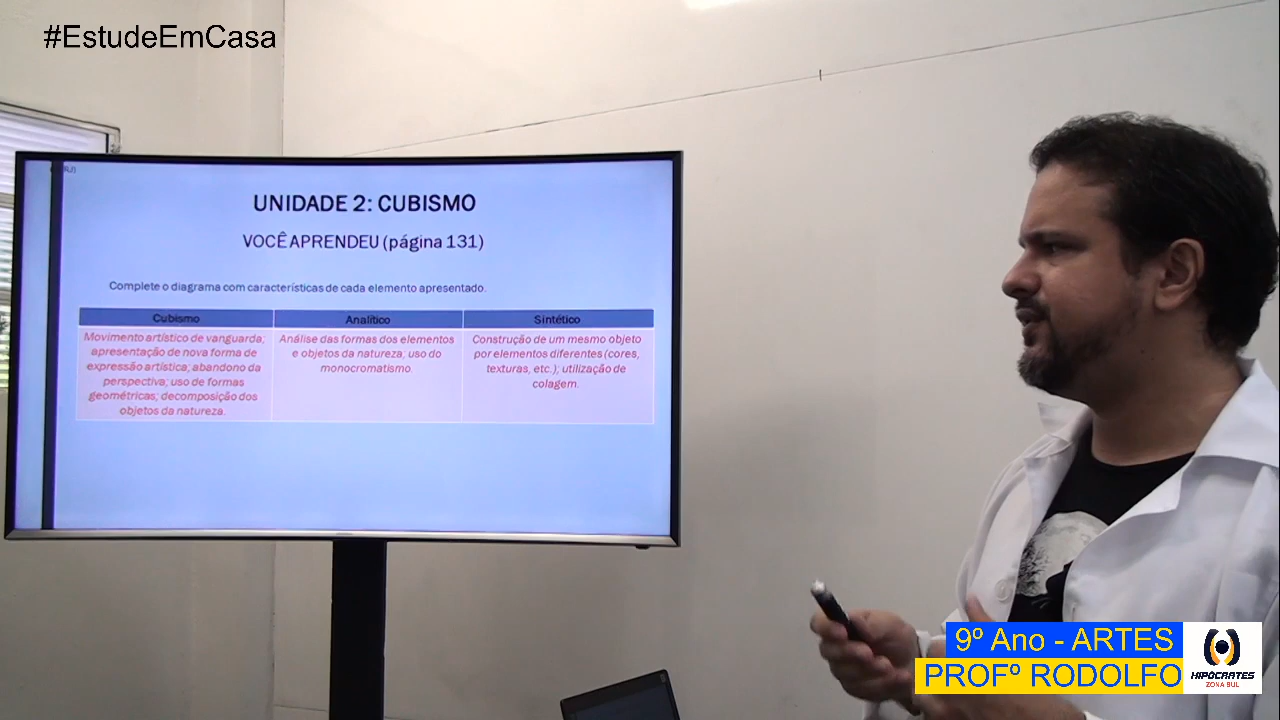 #EstudeEmCasa
UNIDADE 2: CUBISMO
VOCÊ APRENDEU (página 131)
Complete o diagrama com características de cada elemento apresentado.
Cubismo
Movimento artístico de vanguarda;
apresentação de nova forma de
expressão artística; abandono da
perspectiva; uso de formas
geométricas; decomposição dos
objetos da natureza.
Analítico
Análise das formas dos elementos
e objetos da natureza; uso do
monocromatismo.
Sintético
Construção de um mesmo objeto
por elementos diferentes (cores,
texturas, etc.); utilização de
colagem.
9º Ano - ARTES
PROFº RODOLFO
HIPÓCRATES
ZONA SUL